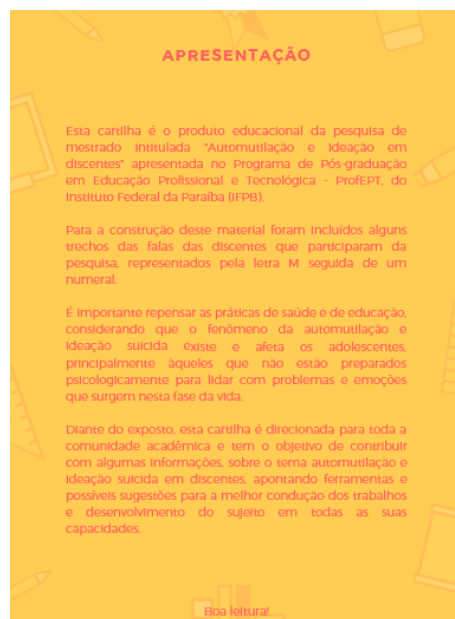 APRESENTAÇÃO
Esta cartilha é o produto educacional da pesquisa de
mestrado intitulada "Automutilação e ideação em
discentes" apresentada no Programa de Pós-graduação
em Educação Profissional e Tecnológica - ProfEPT, do
Instituto Federal da Paraíba (IFPB).
Para a construção deste material foram incluídos alguns
trechos das falas das discentes que participaram da
pesquisa, representados pela letra M seguida de um
numeral.
É importante repensar as práticas de saúde e de educação,
considerando que o fenômeno da automutilação e
ideação suicida existe e afeta os adolescentes,
principalmente àqueles que não estão preparados
psicologicamente para lidar com problemas e emoções
que surgem nesta fase da vida.
Diante do exposto, esta cartilha é direcionada para toda a
comunidade acadêmica e tem o objetivo de contribuir
com algumas informações, sobre o tema automutilação e
ideação suicida em discentes, apontando ferramentas e
possíveis sugestões para a melhor condução dos trabalhos
e desenvolvimento do sujeito em todas as suas
capacidades.
Boa leitura!